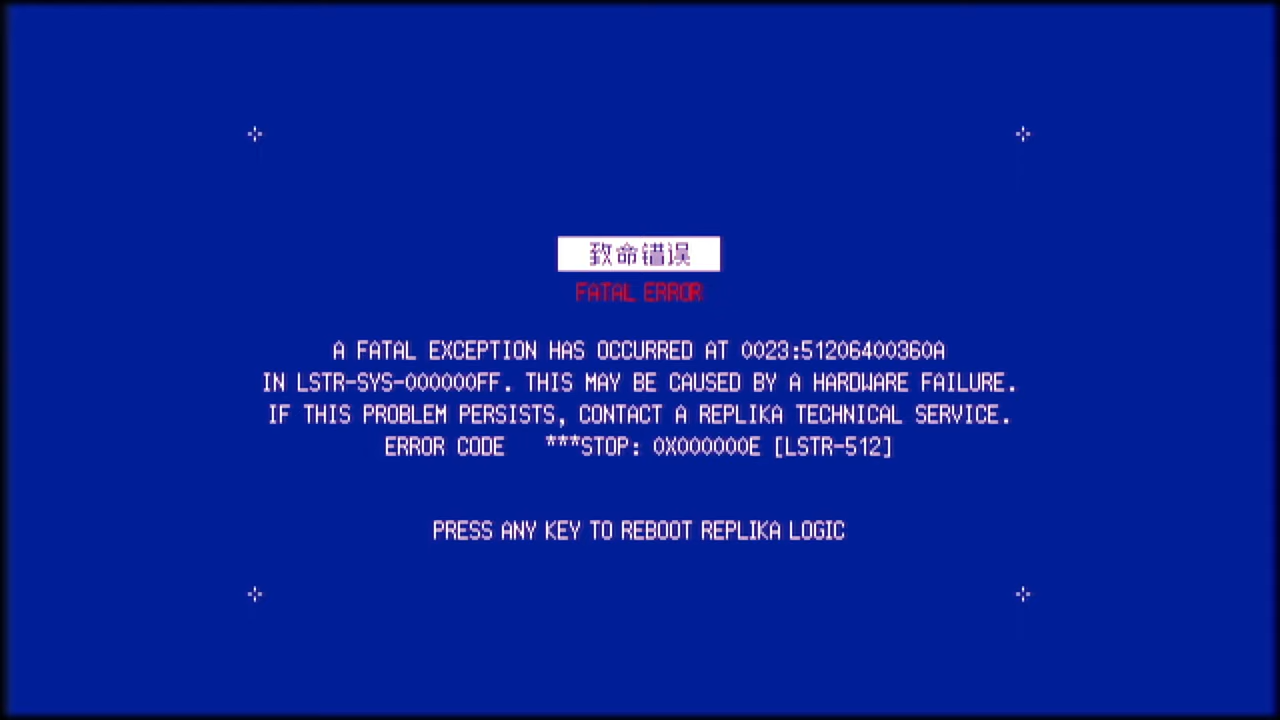 致命错误
FATAL ERROR
A FATAL EXCEPTION HAS OCCURRED AT 0023:51206400360A
IN LSTR-SYS-000000FF. THIS MAY BE CAUSED BY A HARDWARE FAILURE.
IF THIS PROBLEM PERSISTS, CONTACT A REPLIKA TECHNICAL SERVICE.
ERROR CODE ***STOP: 0X000000E [LSTR-512]
PRESS ANY KEY TO REBOOT REPLIKA LOGIC